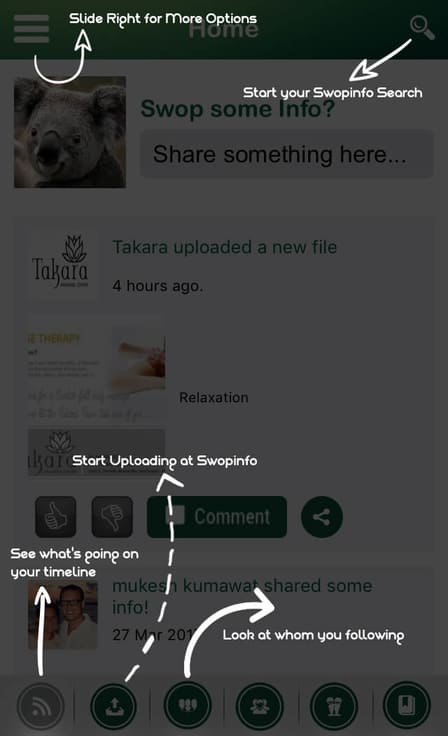 Slide Right for More Options
Home
Start your Swopinfo Search
Swop some Info?
Share something here...
Takara
Takara uploaded a new file
4 hours ago.
E THERAPY
Relaxation
Start Uploading at Swopinfo
Comment
See what's going on
your timeline
mukesh kumawat shared some
info!
27 Mar
Look at whom you following